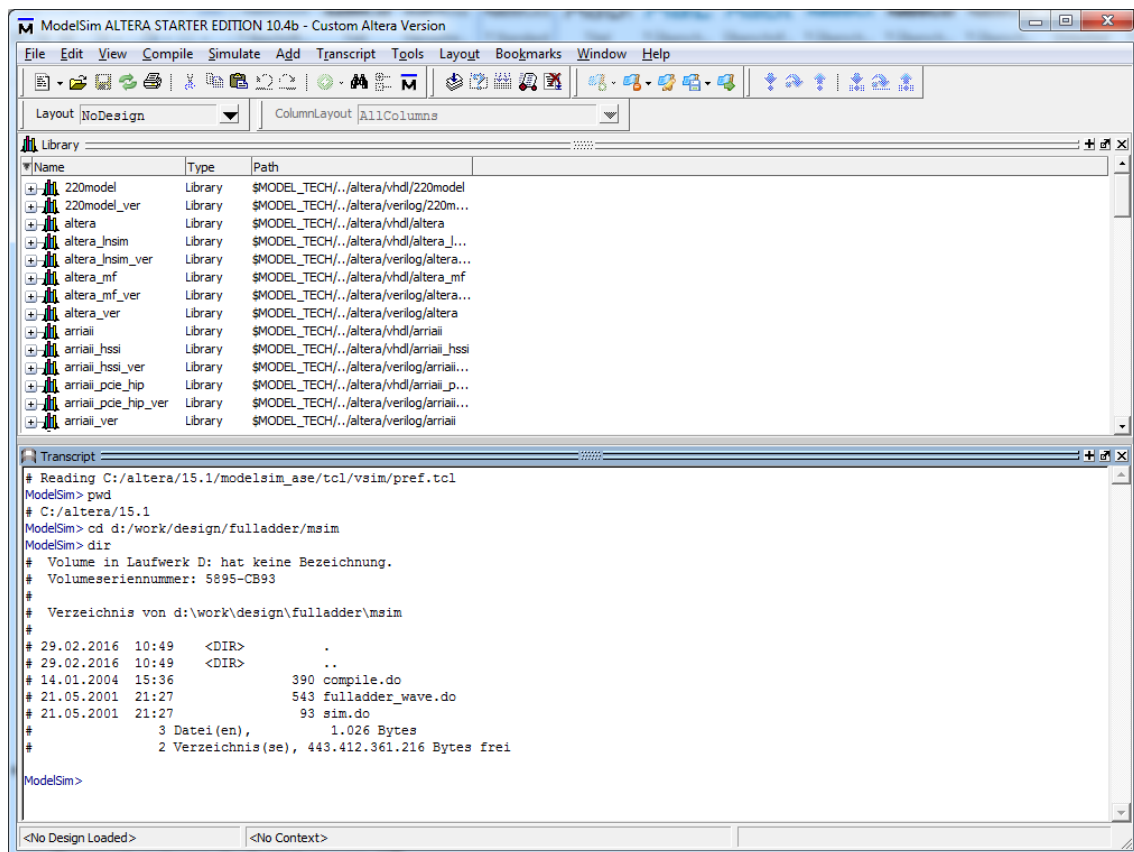 ModelSim ALTERA STARTER EDITION 10.4b - Custom Altera Version
File Edit View Compile Simulate Add Transcript Tools Layout Bookmarks Window Help
Layout NoDesign ColumnLayout AllColumns
Library
Name Type Path
220model Library $MODEL_TECH/../altera/vhdl/220model
220model_ver Library $MODEL_TECH/../altera/verilog/220m...
altera Library $MODEL_TECH/../altera/vhdl/altera
altera_lnsim Library $MODEL_TECH/../altera/vhdl/altera_l...
altera_lnsim_ver Library $MODEL_TECH/../altera/verilog/altera...
altera_mf Library $MODEL_TECH/../altera/vhdl/altera_mf
altera_mf_ver Library $MODEL_TECH/../altera/verilog/altera...
altera_ver Library $MODEL_TECH/../altera/verilog/altera
arriaii Library $MODEL_TECH/../altera/vhdl/arriaii
arriaii_hssi Library $MODEL_TECH/../altera/vhdl/arriaii_hssi
arriaii_hssi_ver Library $MODEL_TECH/../altera/verilog/arriaii...
arriaii_pcie_hip Library $MODEL_TECH/../altera/vhdl/arriaii_p...
arriaii_pcie_hip_ver Library $MODEL_TECH/../altera/verilog/arriaii...
arriaii_ver Library $MODEL_TECH/../altera/verilog/arriaii
Transcript
# Reading C:/altera/15.1/modelsim_ase/tcl/vsim/pref.tcl
ModelSim> pwd
# C:/altera/15.1
ModelSim> cd d:/work/design/fulladder/msim
ModelSim> dir
# Volume in Laufwerk D: hat keine Bezeichnung.
# Volumeseriennummer: 5895-CB93
#
# Verzeichnis von d:\work\design\fulladder\msim
#
# 29.02.2016 10:49 <DIR> .
# 29.02.2016 10:49 <DIR> ..
# 14.01.2004 15:36 390 compile.do
# 21.05.2001 21:27 543 fulladder_wave.do
# 21.05.2001 21:27 93 sim.do
# 3 Datei(en), 1.026 Bytes
# 2 Verzeichnis(se), 443.412.361.216 Bytes frei
ModelSim>
<No Design Loaded> <No Context>